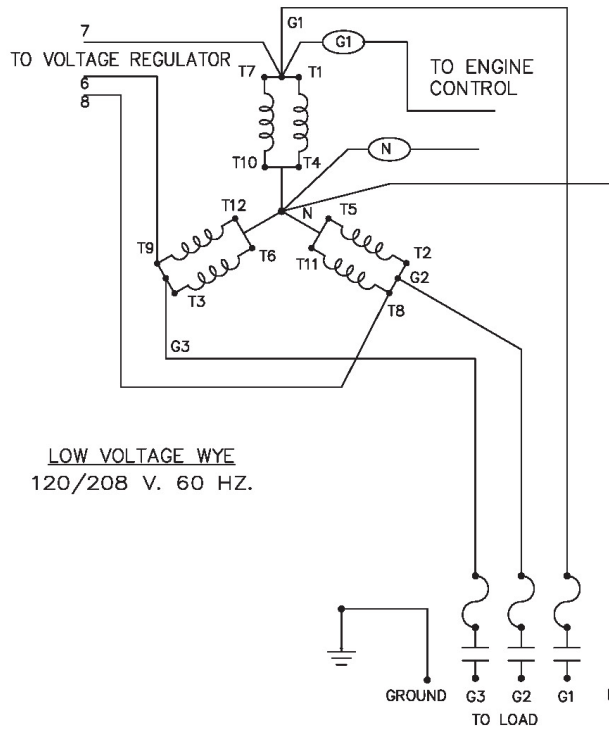 7
G1
G1
TO VOLTAGE REGULATOR
TO ENGINE
CONTROL
6
8
T7
T1
T10
T4
N
N
T12
T5
T9
T6
T11
T2
G2
T3
T8
G3
LOW VOLTAGE WYE
120/208 V. 60 HZ.
GROUND
G3
G2
G1
TO LOAD